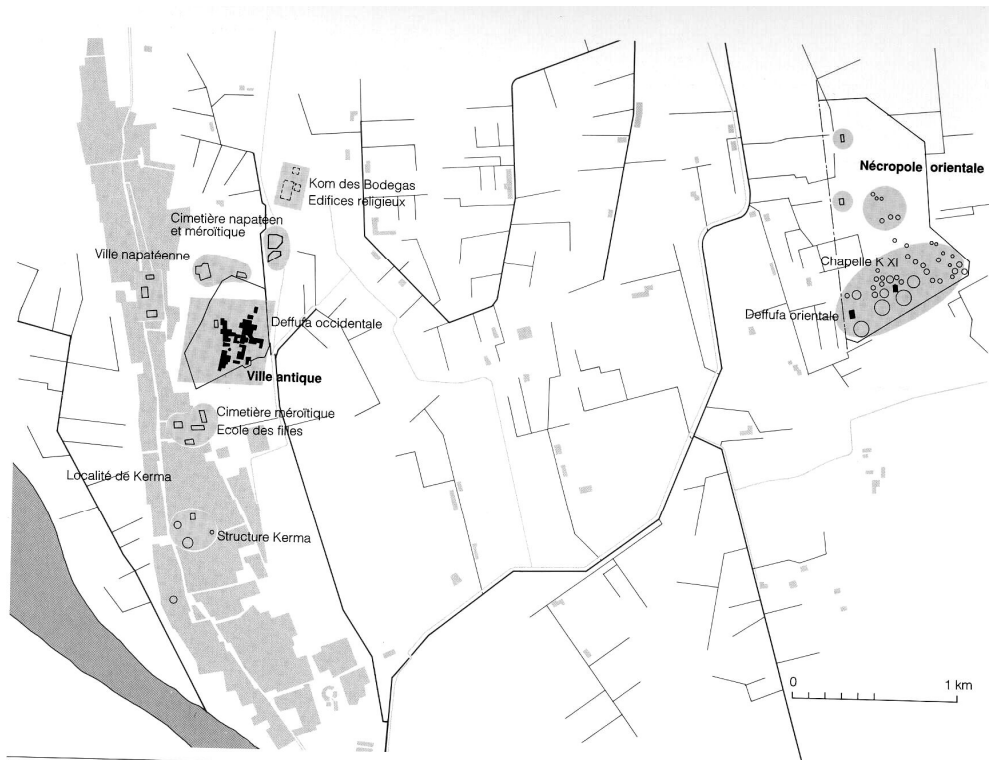 Nécropole orientale
Kom des Bodegas
Edifices religieux
Cimetière napatéen
et méroïtique
Ville napatéenne
Chapelle K XI
Deffufa orientale
Deffufa occidentale
Ville antique
Cimetière méroïtique
Ecole des filles
Localité de Kerma
Structure Kerma
0
1 km